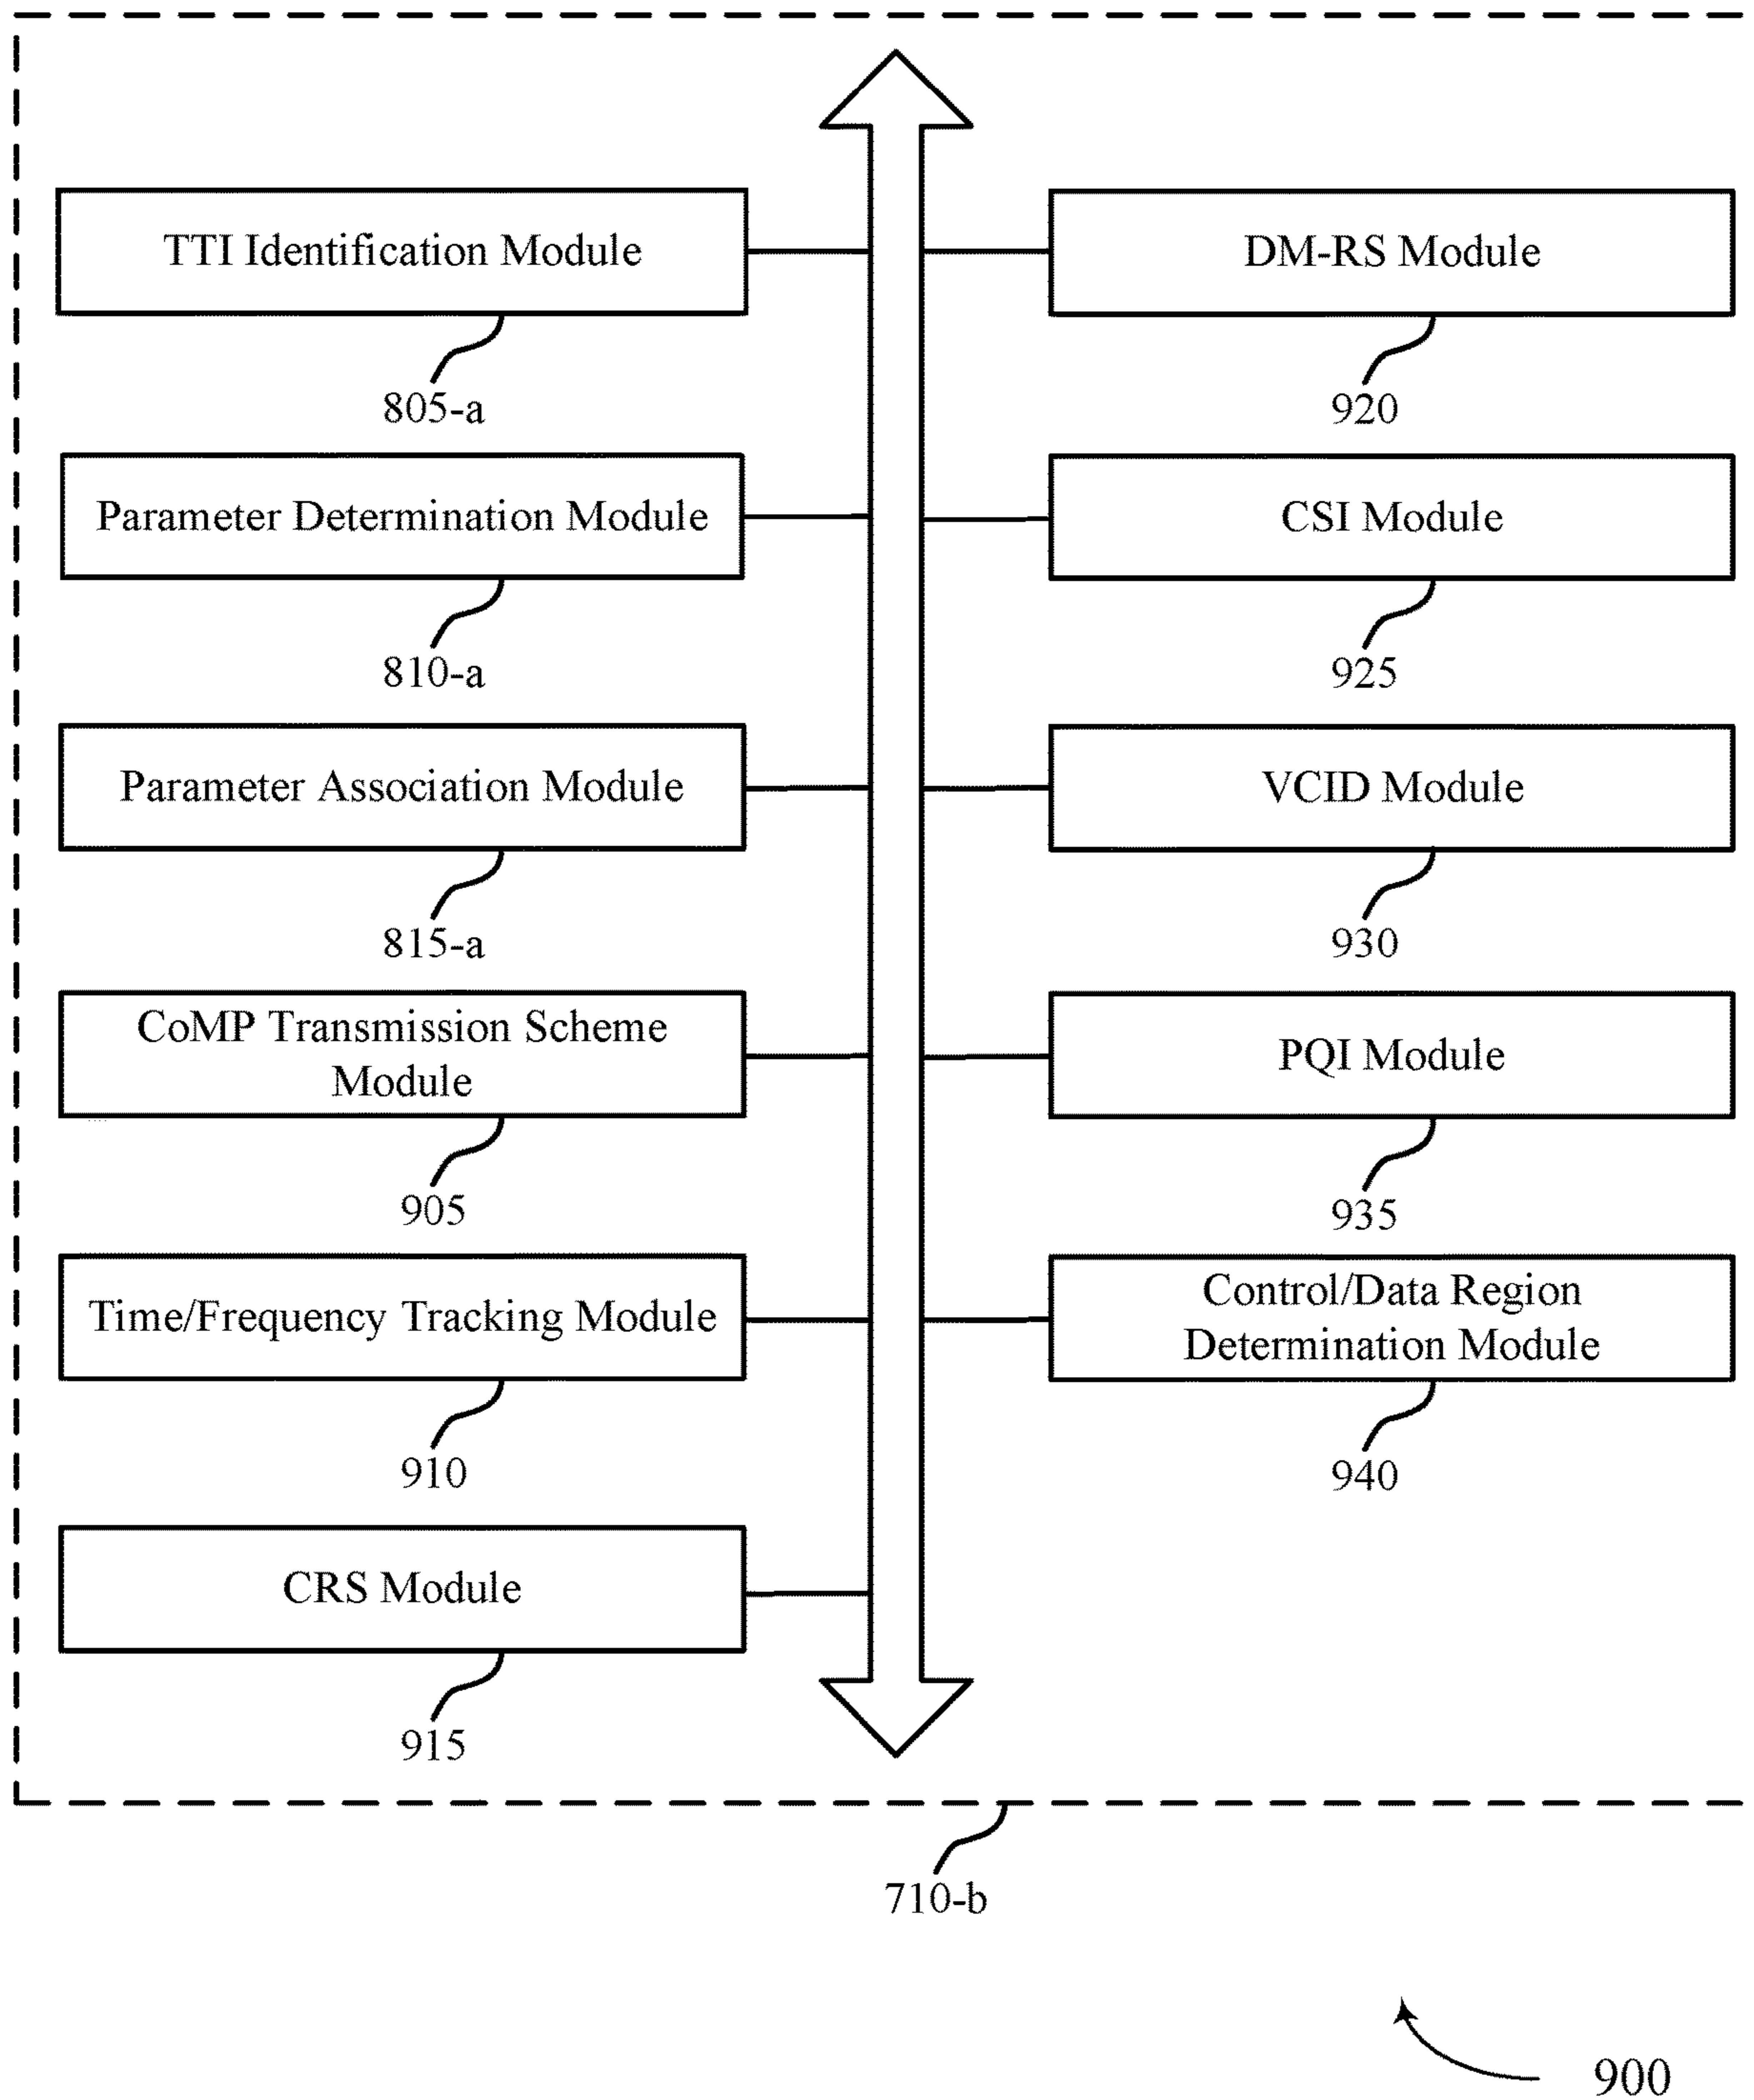 TTI Identification Module
805-a
Parameter Determination Module
810-a
Parameter Association Module
815-a
CoMP Transmission Scheme
Module
905
Time/Frequency Tracking Module
910
CRS Module
915
DM-RS Module
920
CSI Module
925
VCID Module
930
PQI Module
935
Control/Data Region
Determination Module
940
710-b
900